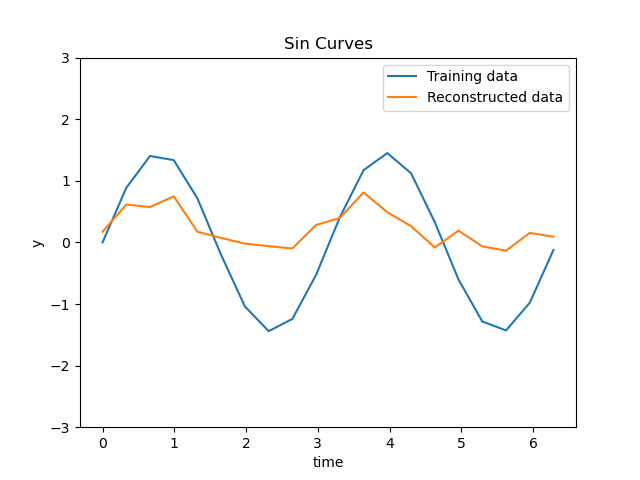 Sin Curves
Training data
Reconstructed data
3
2
1
0
−1
−2
−3
y
0
1
2
3
4
5
6
time